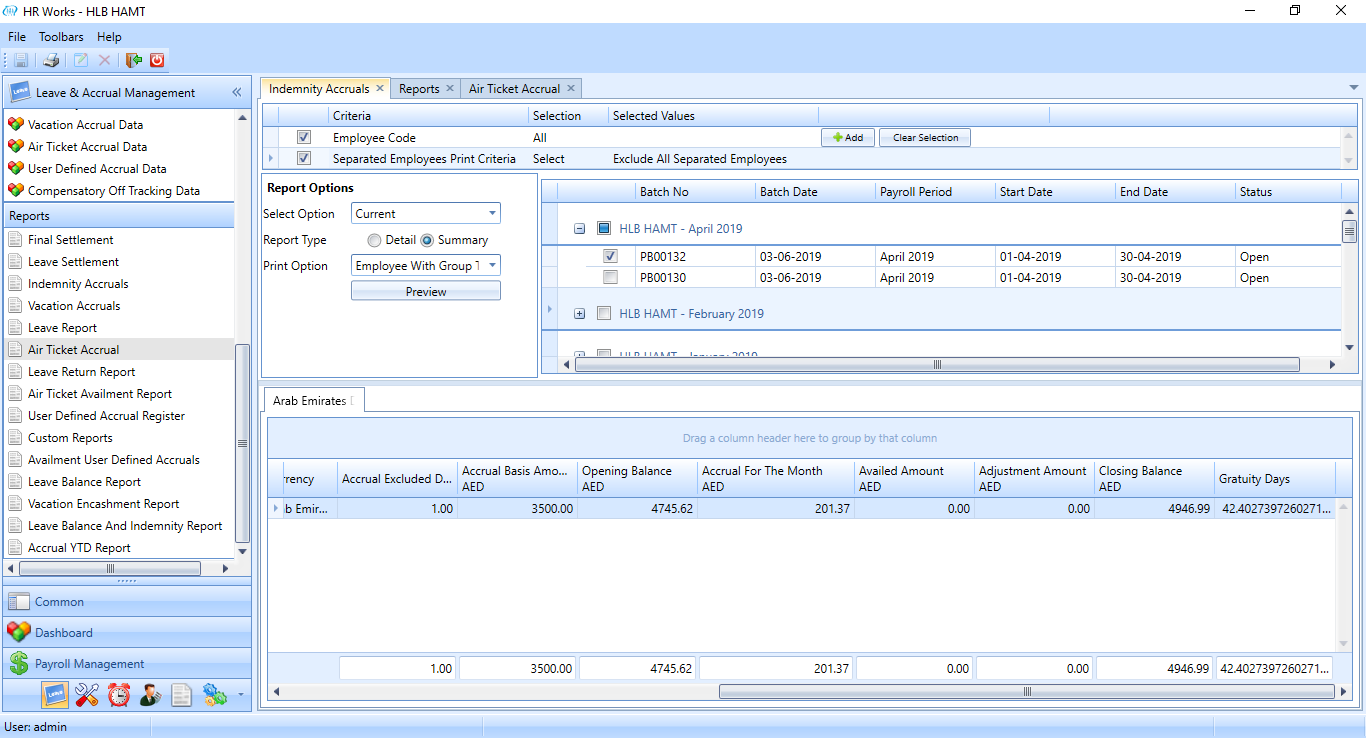 HR Works - HLB HAMT
File Toolbars Help
Leave & Accrual Management
Vacation Accrual Data
Air Ticket Accrual Data
User Defined Accrual Data
Compensatory Off Tracking Data
Reports
Final Settlement
Leave Settlement
Indemnity Accruals
Vacation Accruals
Leave Report
Air Ticket Accrual
Leave Return Report
Air Ticket Availment Report
User Defined Accrual Register
Custom Reports
Availment User Defined Accruals
Leave Balance Report
Vacation Encashment Report
Leave Balance And Indemnity Report
Accrual YTD Report
Common
Dashboard
Payroll Management
Leave
User: admin
Indemnity Accruals Reports Air Ticket Accrual
Criteria Selection Selected Values
Employee Code All Add Clear Selection
Separated Employees Print Criteria Select Exclude All Separated Employees
Report Options
Select Option Current
Report Type Detail Summary
Print Option Employee With Group T
Preview
Batch No Batch Date Payroll Period Start Date End Date Status
HLB HAMT - April 2019
PB00132 03-06-2019 April 2019 01-04-2019 30-04-2019 Open
PB00130 03-06-2019 April 2019 01-04-2019 30-04-2019 Open
HLB HAMT - February 2019
HLB HAMT - January 2019
Arab Emirates
Drag a column header here to group by that column
rrency Accrual Excluded D... Accrual Basis Amo... AED Opening Balance AED Accrual For The Month AED Availed Amount AED Adjustment Amount AED Closing Balance AED Gratuity Days
b Emir... 1.00 3500.00 4745.62 201.37 0.00 0.00 4946.99 42.4027397260271...
1.00 3500.00 4745.62 201.37 0.00 0.00 4946.99 42.4027397260271...